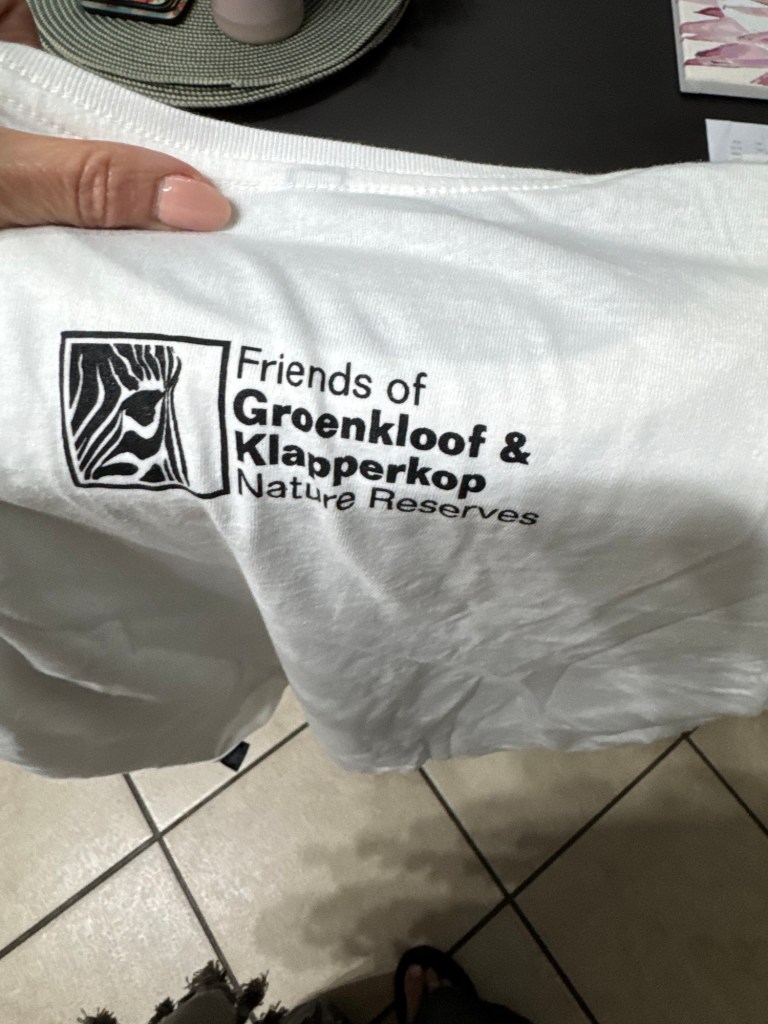 Friends of
Groenkloof &
Klapperkop
Nature Reserves